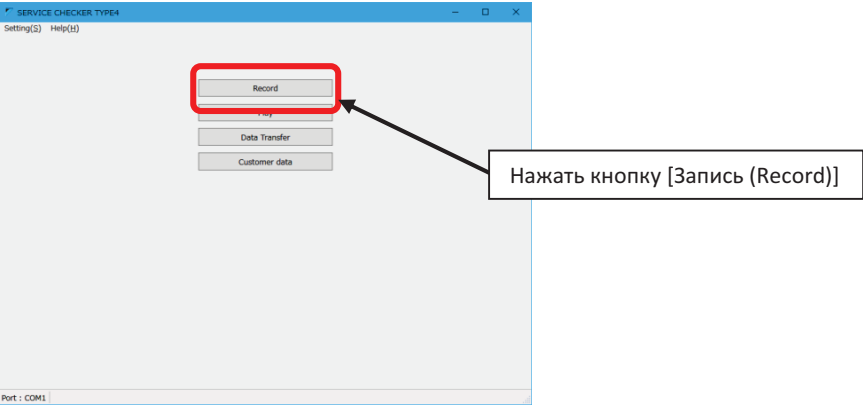 SERVICE CHECKER TYPE4
Setting(S) Help(H)
Record
Data Transfer
Customer data
Нажать кнопку [Запись (Record)]
Port : COM1